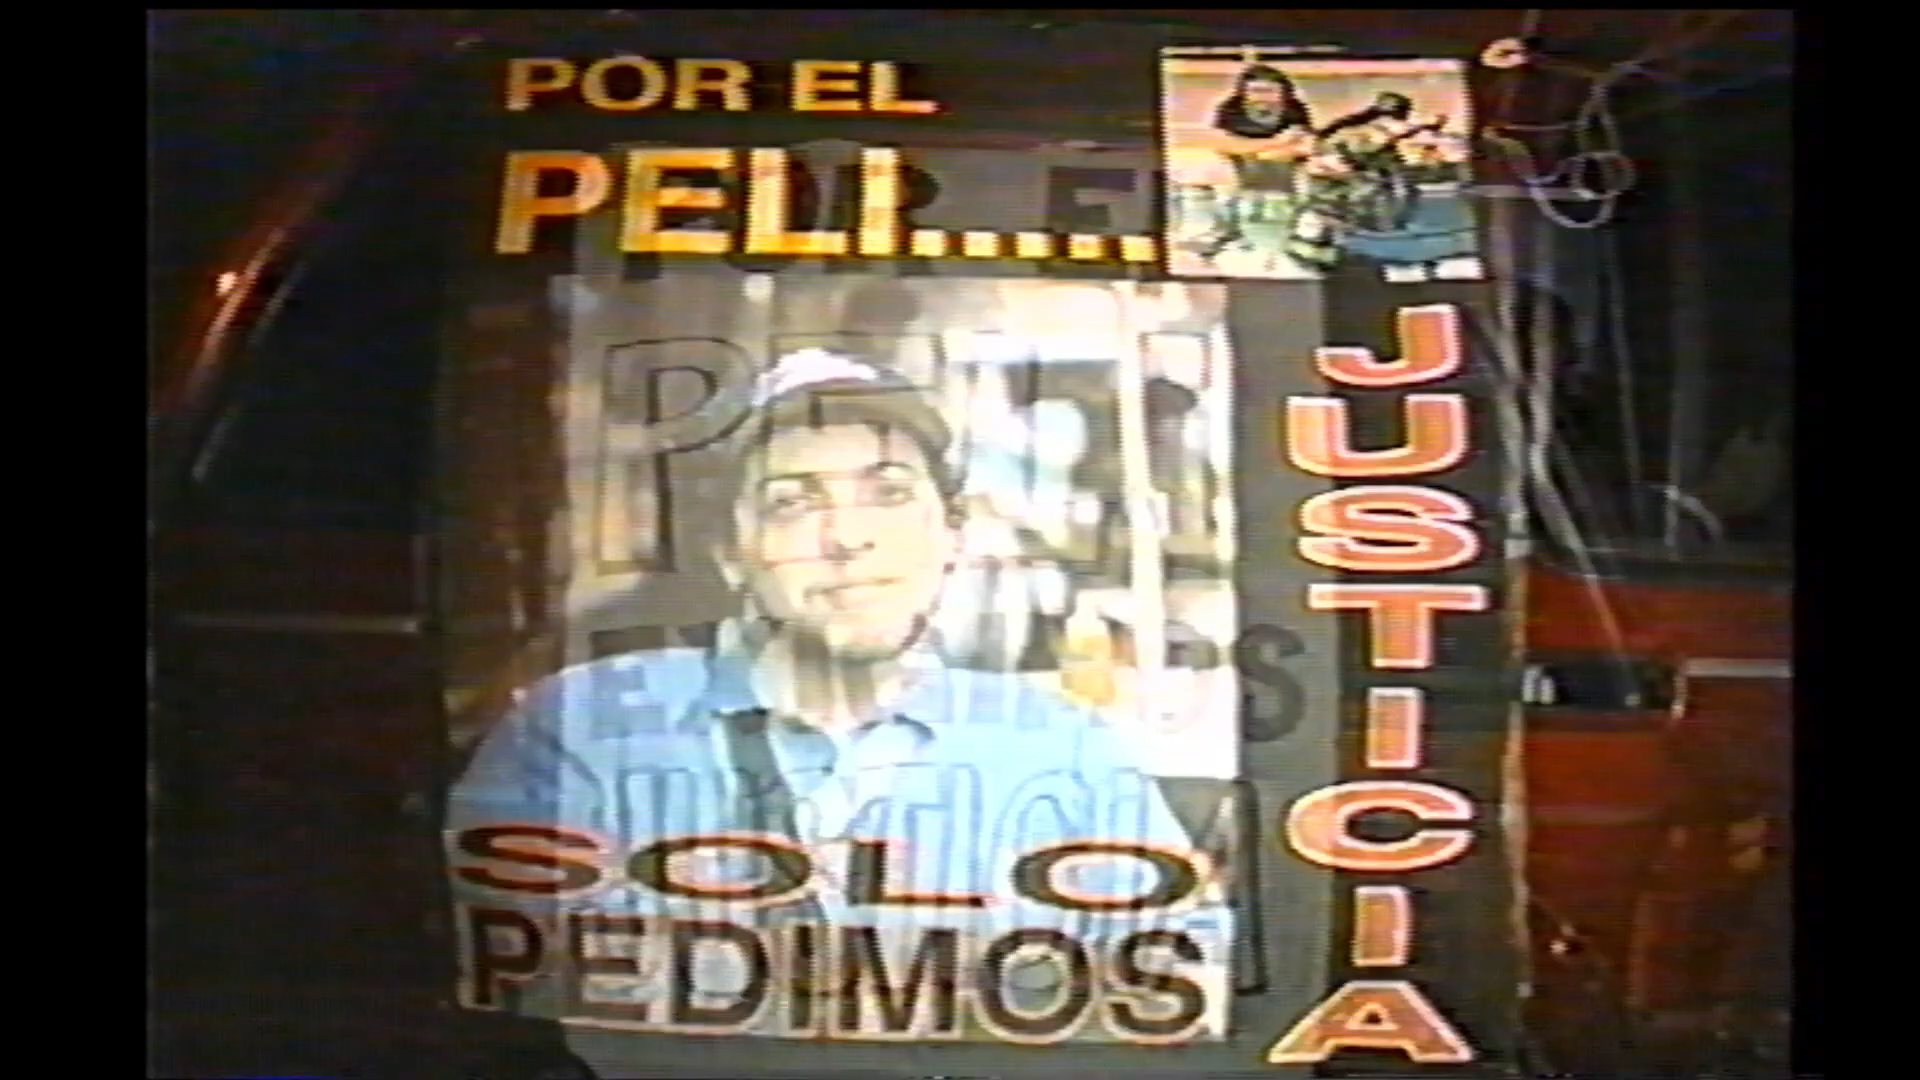 POR EL
PELI......
JUSTICIA
SOLO
PEDIMOS